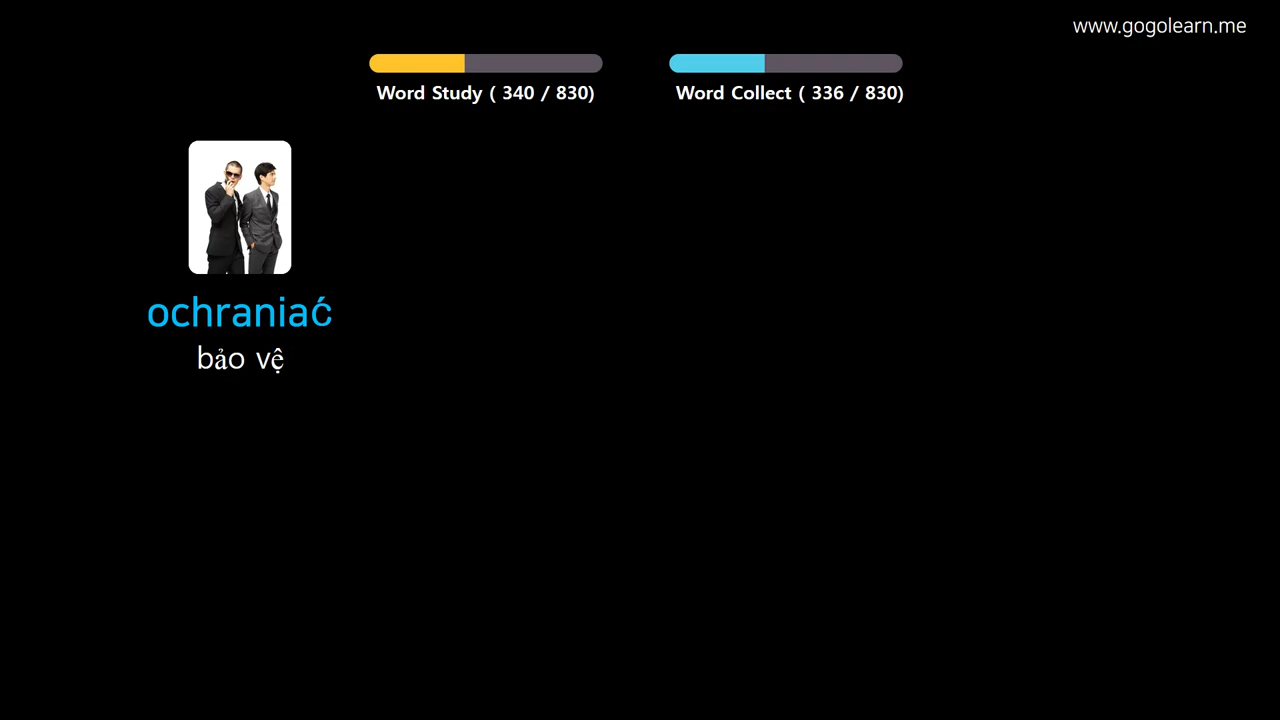 www.gogolearn.me
Word Study ( 340 / 830)
Word Collect ( 336 / 830)
ochraniać
bảo vệ